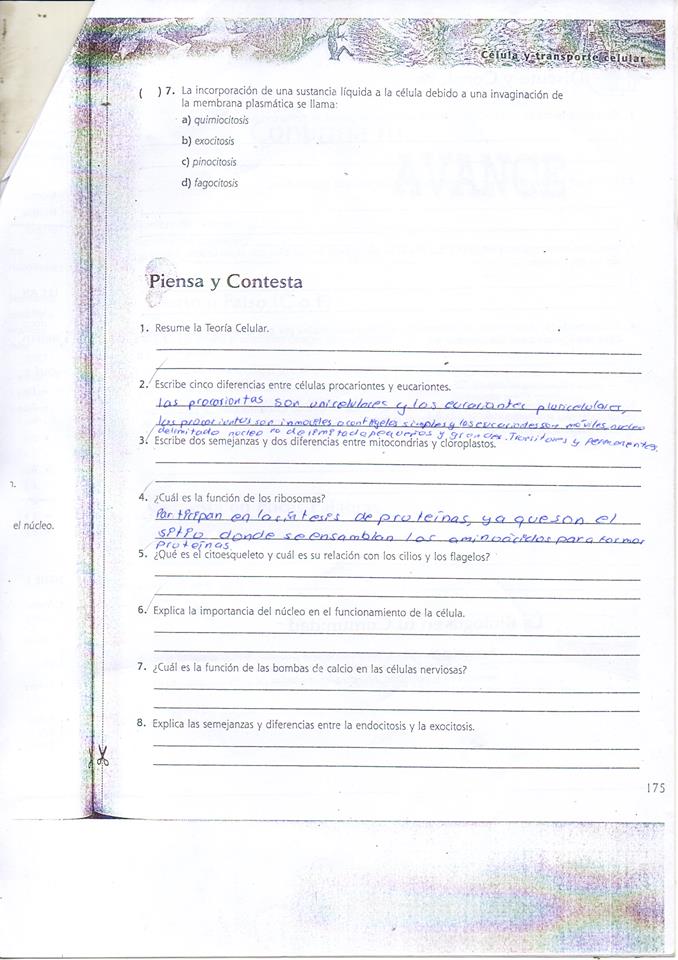 Célula y transporte celular
( ) 7. La incorporación de una sustancia líquida a la célula debido a una invaginación de
la membrana plasmática se llama:
a) quimiocitosis
b) exocitosis
c) pinocitosis
d) fagocitosis
AVANCE
Piensa y Contesta
1. Resume la Teoría Celular.
2. Escribe cinco diferencias entre células procariontes y eucariontes.
Las procariontas son unicelulares y los eucariontes pluricelulares,
las procariontes son inmoviles o con flagelos simples y las eucariontes son móviles, nucleo
delimitado nucleo no delimitado pequeños y grandes. Transitores y permanentes.
3. Escribe dos semejanzas y dos diferencias entre mitocondrias y cloroplastos.
4. ¿Cuál es la función de los ribosomas?
Participan en la síntesis de proteínas, ya que son el
sitio donde se ensamblan los aminoácidos para formar
proteínas.
el núcleo.
5. ¿Qué es el citoesqueleto y cuál es su relación con los cilios y los flagelos?
6. Explica la importancia del núcleo en el funcionamiento de la célula.
7. ¿Cuál es la función de las bombas de calcio en las células nerviosas?
8. Explica las semejanzas y diferencias entre la endocitosis y la exocitosis.
175